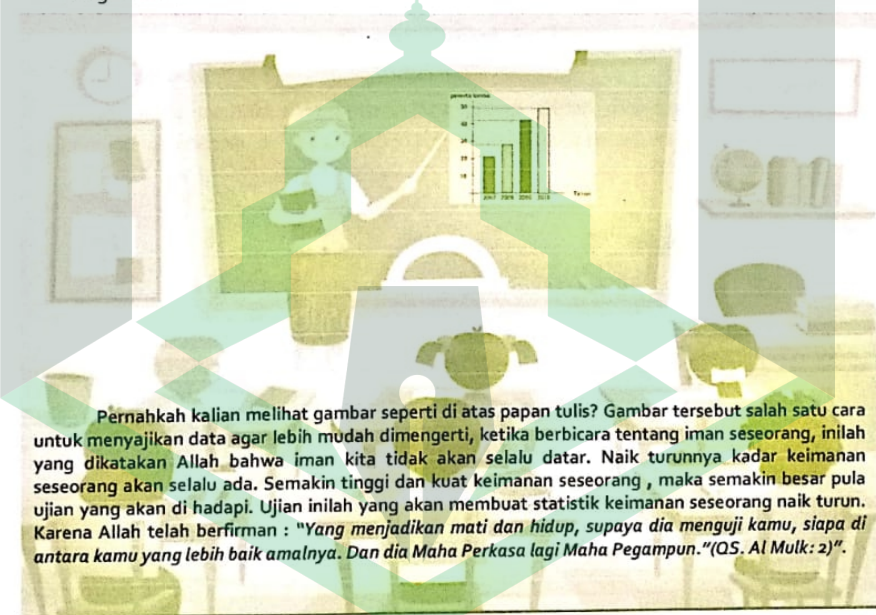 50
2007 2008 2009 2010
Pernahkah kalian melihat gambar seperti di atas papan tulis? Gambar tersebut salah satu cara
untuk menyajikan data agar lebih mudah dimengerti, ketika berbicara tentang iman seseorang, inilah
yang dikatakan Allah bahwa iman kita tidak akan selalu datar. Naik turunnya kadar keimanan
seseorang akan selalu ada. Semakin tinggi dan kuat keimanan seseorang , maka semakin besar pula
ujian yang akan di hadapi. Ujian inilah yang akan membuat statistik keimanan seseorang naik turun.
Karena Allah telah berfirman : "Yang menjadikan mati dan hidup, supaya dia menguji kamu, siapa di
antara kamu yang lebih baik amalnya. Dan dia Maha Perkasa lagi Maha Pegampun."(QS. Al Mulk: 2)".